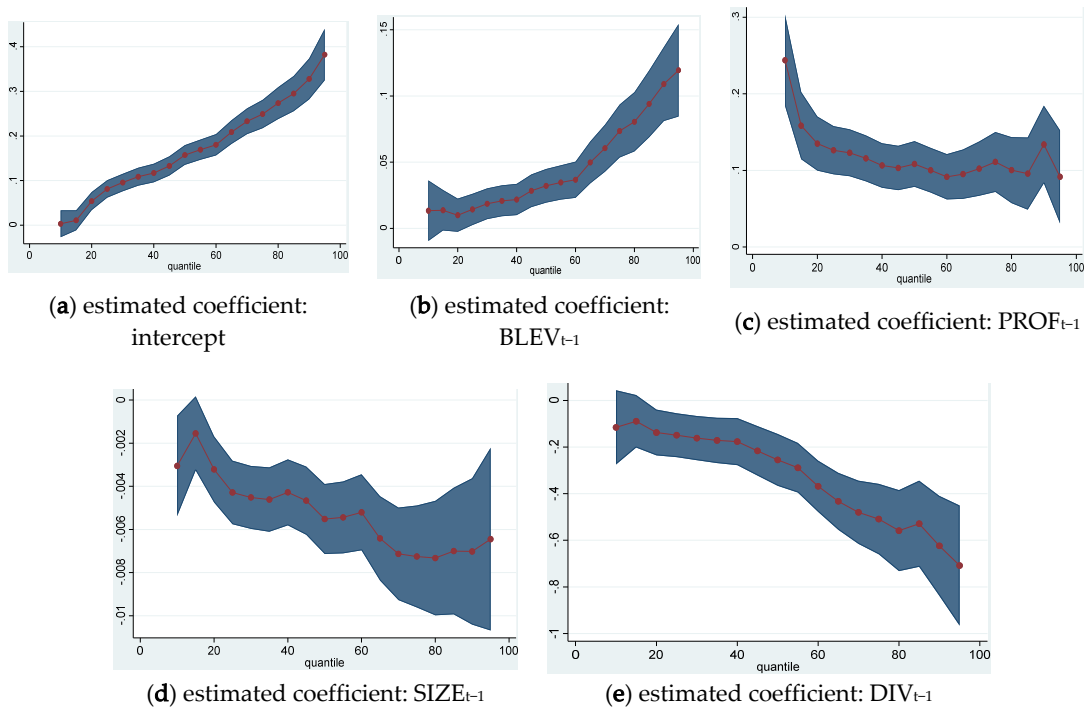 .4
.3
.2
.1
0
0 20 40 60 80 100
quantile
(a) estimated coefficient:
intercept
.15
.1
.05
0
0 20 40 60 80 100
quantile
(b) estimated coefficient:
BLEVt−1
.3
.2
.1
0
0 20 40 60 80 100
quantile
(c) estimated coefficient: PROFt−1
0
-.002
-.004
-.006
-.008
-.01
0 20 40 60 80 100
quantile
(d) estimated coefficient: SIZEt−1
0
-.2
-.4
-.6
-.8
-1
0 20 40 60 80 100
quantile
(e) estimated coefficient: DIVt−1